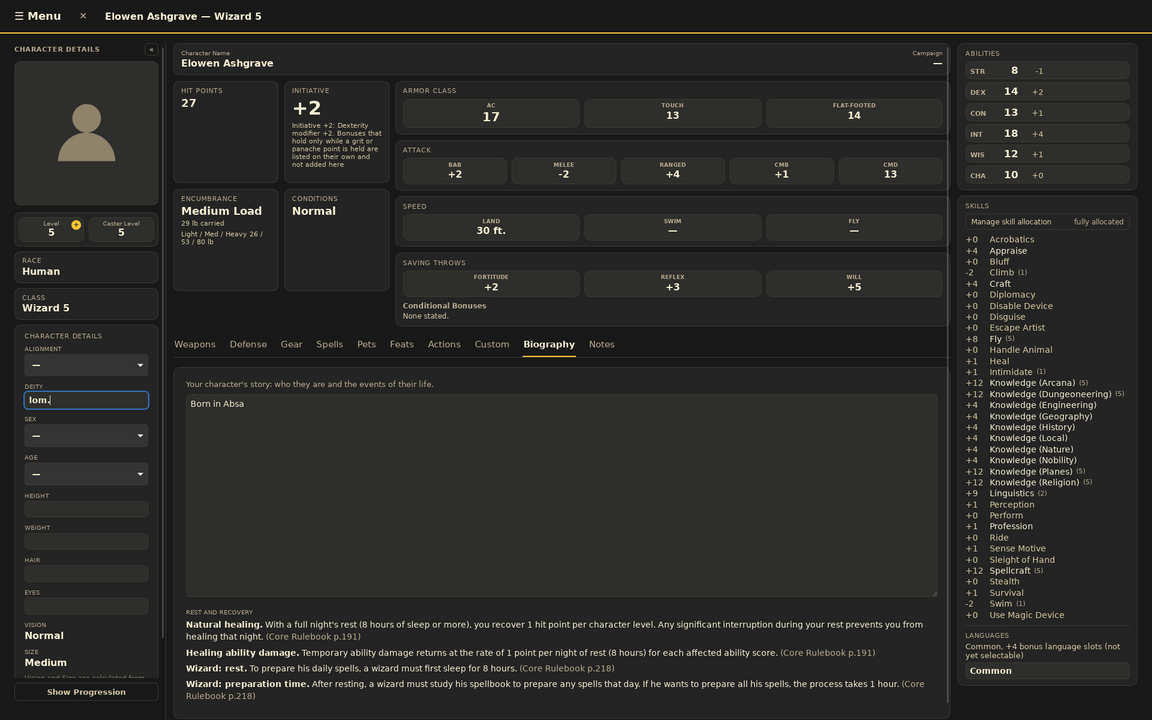 ☰ Menu
×
Elowen Ashgrave — Wizard 5
CHARACTER DETAILS
«
Level
5
+
Caster Level
5
RACE
Human
CLASS
Wizard 5
CHARACTER DETAILS
ALIGNMENT
—
DEITY
Iom.
SEX
—
AGE
—
HEIGHT
WEIGHT
HAIR
EYES
VISION
Normal
SIZE
Medium
Show Progression
Character Name
Elowen Ashgrave
Campaign
—
HIT POINTS
27
INITIATIVE
+2
Initiative +2: Dexterity
modifier +2. Bonuses that
hold only while a grit or
panache point is held are
listed on their own and
not added here
ENCUMBRANCE
Medium Load
29 lb carried
Light / Med / Heavy 26 /
53 / 80 lb
CONDITIONS
Normal
ARMOR CLASS
AC
17
TOUCH
13
FLAT-FOOTED
14
ATTACK
BAB
+2
MELEE
-2
RANGED
+4
CMB
+1
CMD
13
SPEED
LAND
30 ft.
SWIM
—
FLY
—
SAVING THROWS
FORTITUDE
+2
REFLEX
+3
WILL
+5
Conditional Bonuses
None stated.
Weapons Defense Gear Spells Pets Feats Actions Custom Biography Notes
Your character's story: who they are and the events of their life.
Born in Absa
REST AND RECOVERY
Natural healing. With a full night's rest (8 hours of sleep or more), you recover 1 hit point per character level. Any significant interruption during your rest prevents you from
healing that night. (Core Rulebook p.191)
Healing ability damage. Temporary ability damage returns at the rate of 1 point per night of rest (8 hours) for each affected ability score. (Core Rulebook p.191)
Wizard: rest. To prepare his daily spells, a wizard must first sleep for 8 hours. (Core Rulebook p.218)
Wizard: preparation time. After resting, a wizard must study his spellbook to prepare any spells that day. If he wants to prepare all his spells, the process takes 1 hour. (Core
Rulebook p.218)
ABILITIES
STR 8 -1
DEX 14 +2
CON 13 +1
INT 18 +4
WIS 12 +1
CHA 10 +0
SKILLS
Manage skill allocation fully allocated
+0 Acrobatics
+4 Appraise
+0 Bluff
-2 Climb (1)
+4 Craft
+0 Diplomacy
+0 Disable Device
+0 Disguise
+0 Escape Artist
+8 Fly (5)
+0 Handle Animal
+1 Heal
+1 Intimidate (1)
+12 Knowledge (Arcana) (5)
+12 Knowledge (Dungeoneering) (5)
+4 Knowledge (Engineering)
+4 Knowledge (Geography)
+4 Knowledge (History)
+4 Knowledge (Local)
+4 Knowledge (Nature)
+4 Knowledge (Nobility)
+12 Knowledge (Planes) (5)
+12 Knowledge (Religion) (5)
+9 Linguistics (2)
+1 Perception
+0 Perform
+1 Profession
+0 Ride
+1 Sense Motive
+0 Sleight of Hand
+12 Spellcraft (5)
+0 Stealth
+1 Survival
-2 Swim (1)
+0 Use Magic Device
LANGUAGES
Common, +4 bonus language slots (not
yet selectable)
Common